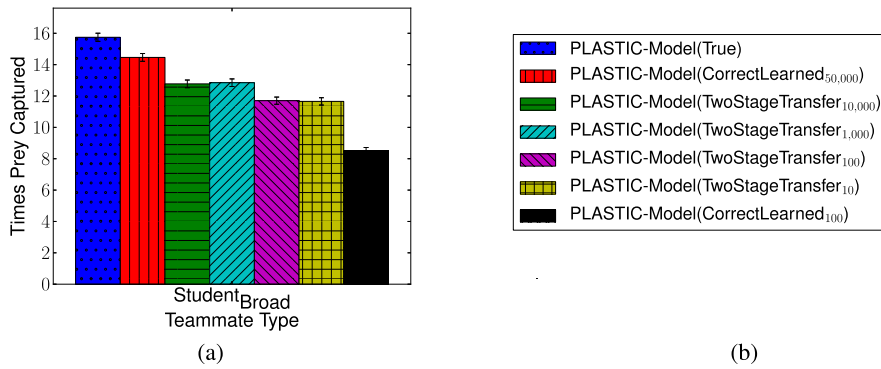 16
14
12
10
8
6
4
2
0
Times Prey Captured
StudentBroad
Teammate Type
(a)
PLASTIC-Model(True)
PLASTIC-Model(CorrectLearned50,000)
PLASTIC-Model(TwoStageTransfer10,000)
PLASTIC-Model(TwoStageTransfer1,000)
PLASTIC-Model(TwoStageTransfer100)
PLASTIC-Model(TwoStageTransfer10)
PLASTIC-Model(CorrectLearned100)
(b)